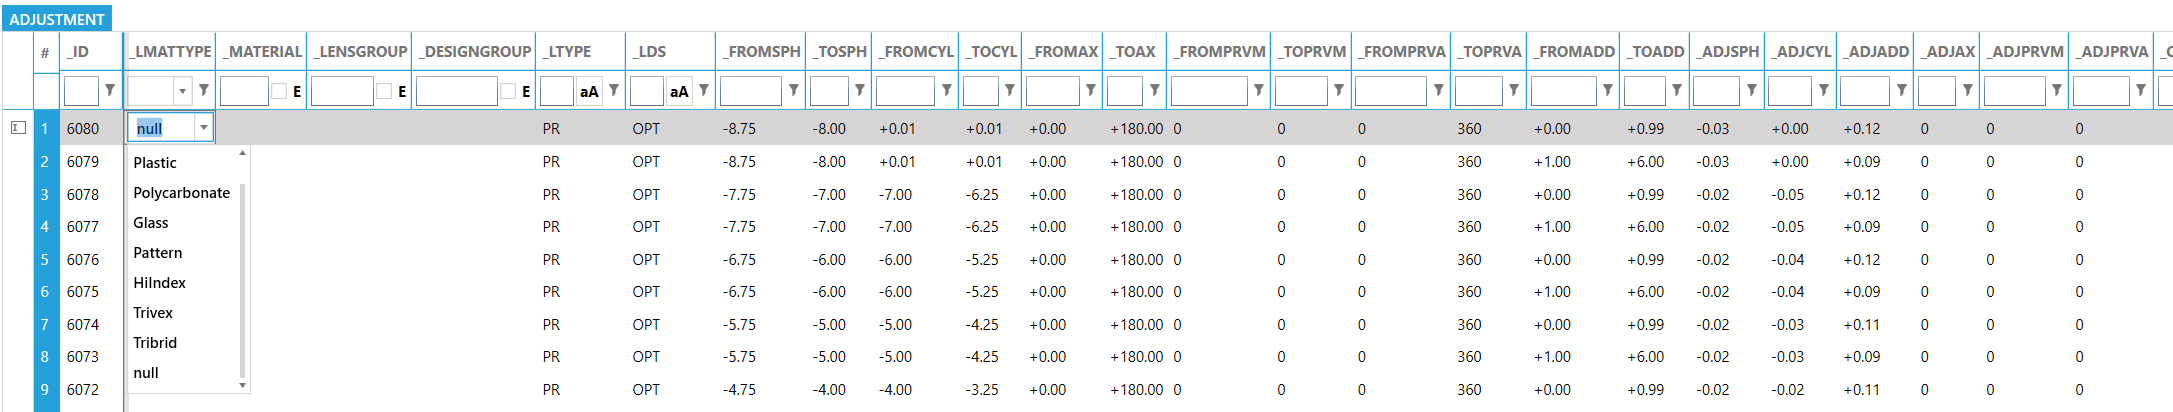 ADJUSTMENT
# _ID _LMATTYPE _MATERIAL _LENSGROUP _DESIGNGROUP _LTYPE _LDS _FROMSPH _TOSPH _FROMCYL _TOCYL _FROMAX _TOAX _FROMPRVM _TOPRVM _FROMPRVA _TOPRVA _FROMADD _TOADD _ADJSPH _ADJCYL _ADJADD _ADJAX _ADJPRVM _ADJPRVA
E E E aA aA
1 6080 null PR OPT -8.75 -8.00 +0.01 +0.01 +0.00 +180.00 0 0 0 360 +0.00 +0.99 -0.03 +0.00 +0.12 0 0 0
2 6079 Plastic PR OPT -8.75 -8.00 +0.01 +0.01 +0.00 +180.00 0 0 0 360 +1.00 +6.00 -0.03 +0.00 +0.09 0 0 0
3 6078 Polycarbonate PR OPT -7.75 -7.00 -7.00 -6.25 +0.00 +180.00 0 0 0 360 +0.00 +0.99 -0.02 -0.05 +0.12 0 0 0
4 6077 Glass PR OPT -7.75 -7.00 -7.00 -6.25 +0.00 +180.00 0 0 0 360 +1.00 +6.00 -0.02 -0.05 +0.09 0 0 0
5 6076 Pattern PR OPT -6.75 -6.00 -6.00 -5.25 +0.00 +180.00 0 0 0 360 +0.00 +0.99 -0.02 -0.04 +0.12 0 0 0
6 6075 HiIndex PR OPT -6.75 -6.00 -6.00 -5.25 +0.00 +180.00 0 0 0 360 +1.00 +6.00 -0.02 -0.04 +0.09 0 0 0
7 6074 Trivex PR OPT -5.75 -5.00 -5.00 -4.25 +0.00 +180.00 0 0 0 360 +0.00 +0.99 -0.02 -0.03 +0.11 0 0 0
8 6073 Tribrid PR OPT -5.75 -5.00 -5.00 -4.25 +0.00 +180.00 0 0 0 360 +1.00 +6.00 -0.02 -0.03 +0.09 0 0 0
9 6072 null PR OPT -4.75 -4.00 -4.00 -3.25 +0.00 +180.00 0 0 0 360 +0.00 +0.99 -0.02 -0.02 +0.11 0 0 0